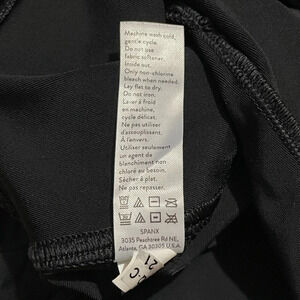 Machine wash cold,
gentle cycle.
Do not use
fabric softener.
Inside out.
Only non-chlorine
bleach when needed.
Lay flat to dry.
Do not iron.
Laver à froid
en machine,
cycle délicat.
Ne pas utiliser
d'assouplissant.
À l'envers.
Utiliser seulement
un agent de
blanchiment non
chloré au besoin.
Sécher à plat.
Ne pas repasser.
SPANX
3035 Peachtree Rd NE,
Atlanta, GA 30305 U.S.A.
C
21